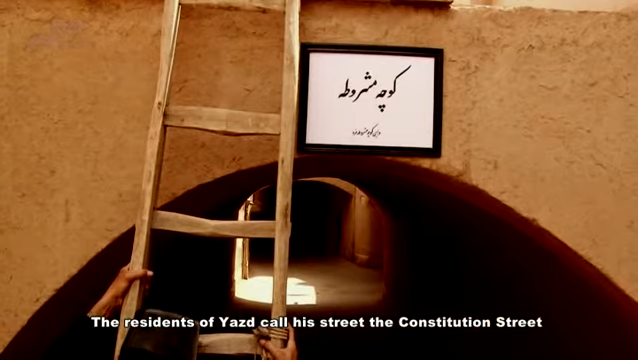 کوچه مشروطه
The residents of Yazd call his street the Constitution Street